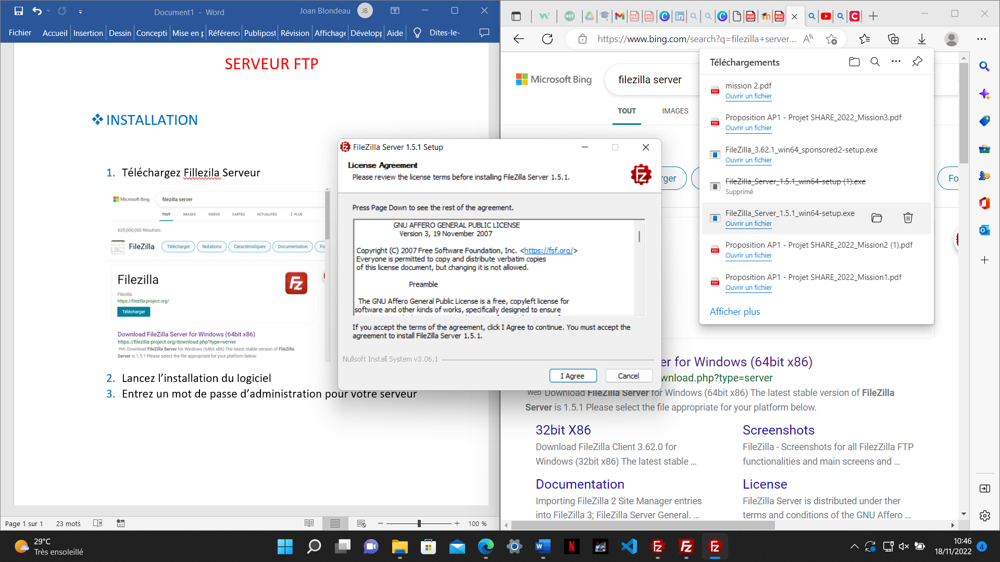 Document1 - Word
Joan Blondeau
JB
Fichier
Accueil
Insertion
Dessin
Concepti
Mise en p
Référenc
Publipost
Révision
Affichage
Développ
Aide
Dites-le-
SERVEUR FTP
INSTALLATION
1. Téléchargez Fillezila Serveur
Microsoft Bing
filezilla server
TOUT
IMAGES
VIDÉOS
CARTES
ACTUALITÉS
PLUS
635,000,000 Résultats
FileZilla
Télécharger
Notations
Caractéristiques
Documentation
Fo
Filezilla
Filezilla
https://filezilla-project.org/
Télécharger
Download FileZilla Server for Windows (64bit x86)
https://filezilla-project.org/download.php?type=server
Web Download FileZilla Server for Windows (64bit x86) The latest stable version of FileZilla
Server is 1.5.1 Please select the file appropriate for your platform below.
2. Lancez l’installation du logiciel
3. Entrez un mot de passe d’administration pour votre serveur
Page 1 sur 1
23 mots
100 %
FileZilla Server 1.5.1 Setup
License Agreement
Please review the license terms before installing FileZilla Server 1.5.1.
Press Page Down to see the rest of the agreement.
GNU AFFERO GENERAL PUBLIC LICENSE
Version 3, 19 November 2007
Copyright (C) 2007 Free Software Foundation, Inc. <https://fsf.org/>
Everyone is permitted to copy and distribute verbatim copies
of this license document, but changing it is not allowed.
Preamble
The GNU Affero General Public License is a free, copyleft license for
software and other kinds of works, specifically designed to ensure
If you accept the terms of the agreement, click I Agree to continue. You must accept the
agreement to install FileZilla Server 1.5.1.
Nullsoft Install System v3.06.1
I Agree
Cancel
https://www.bing.com/search?q=filezilla+server...
Microsoft Bing
filezilla server
TOUT
IMAGES
rger
Fo
Téléchargements
mission 2.pdf
Ouvrir un fichier
Proposition AP1 - Projet SHARE_2022_Mission3.pdf
Ouvrir un fichier
FileZilla_3.62.1_win64_sponsored2-setup.exe
Ouvrir un fichier
FileZilla_Server_1.5.1_win64-setup (1).exe
Supprimé
FileZilla_Server_1.5.1_win64-setup.exe
Ouvrir un fichier
Proposition AP1 - Projet SHARE_2022_Mission2 (1).pdf
Ouvrir un fichier
Proposition AP1 - Projet SHARE_2022_Mission1.pdf
Ouvrir un fichier
Afficher plus
er for Windows (64bit x86)
wnload.php?type=server
Web Download FileZilla Server for Windows (64bit x86) The latest stable version of FileZilla
Server is 1.5.1 Please select the file appropriate for your platform below.
32bit X86
Download FileZilla Client 3.62.0 for
Windows (32bit x86) The latest stable ...
Screenshots
FileZilla - Screenshots for all FilezZilla FTP
functionalities and main screens and ...
Documentation
Importing FileZilla 2 Site Manager entries
into FileZilla 3; FileZilla Server General. ...
License
FileZilla Server is distributed under ther
terms and conditions of the GNU Affero ...
29°C
Très ensoleillé
10:46
18/11/2022
4